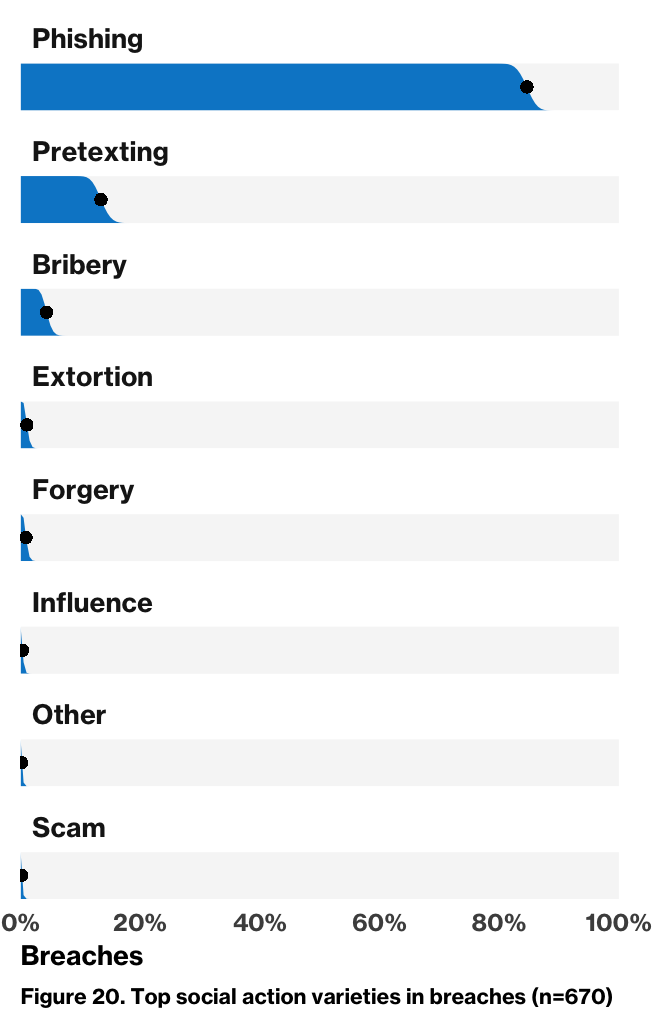 Phishing
Pretexting
Bribery
Extortion
Forgery
Influence
Other
Scam
0% 20% 40% 60% 80% 100%
Breaches
Figure 20. Top social action varieties in breaches (n=670)